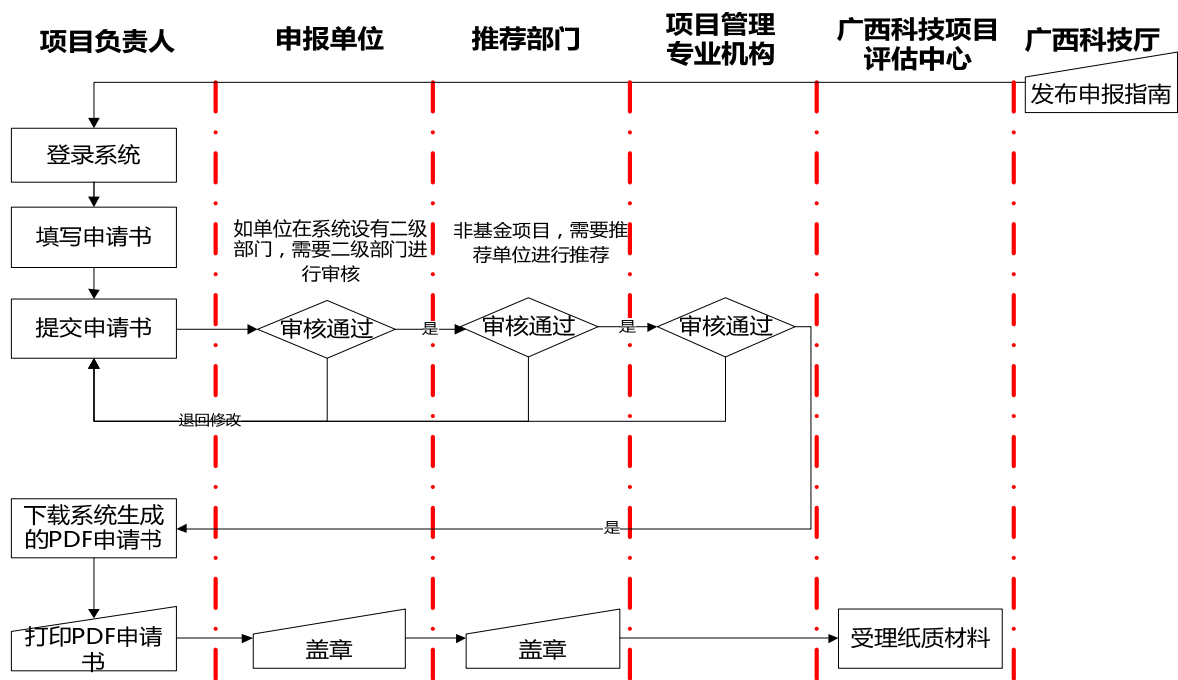 项目负责人
申报单位
推荐部门
项目管理
专业机构
广西科技项目
评估中心
广西科技厅
发布申报指南
登录系统
填写申请书
如单位在系统设有二级
部门，需要二级部门进
行审核
非基金项目，需要推
荐单位进行推荐
提交申请书
审核通过
是
审核通过
是
审核通过
退回修改
下载系统生成
的PDF申请书
是
打印PDF申请
书
盖章
盖章
受理纸质材料